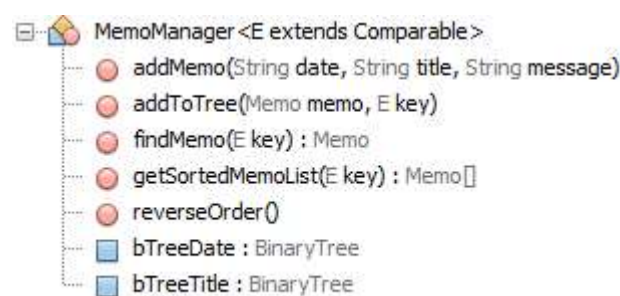 MemoManager<E extends Comparable>
addMemo(String date, String title, String message)
addToTree(Memo memo, E key)
findMemo(E key) : Memo
getSortedMemoList(E key) : Memo[]
reverseOrder()
bTreeDate : BinaryTree
bTreeTitle : BinaryTree